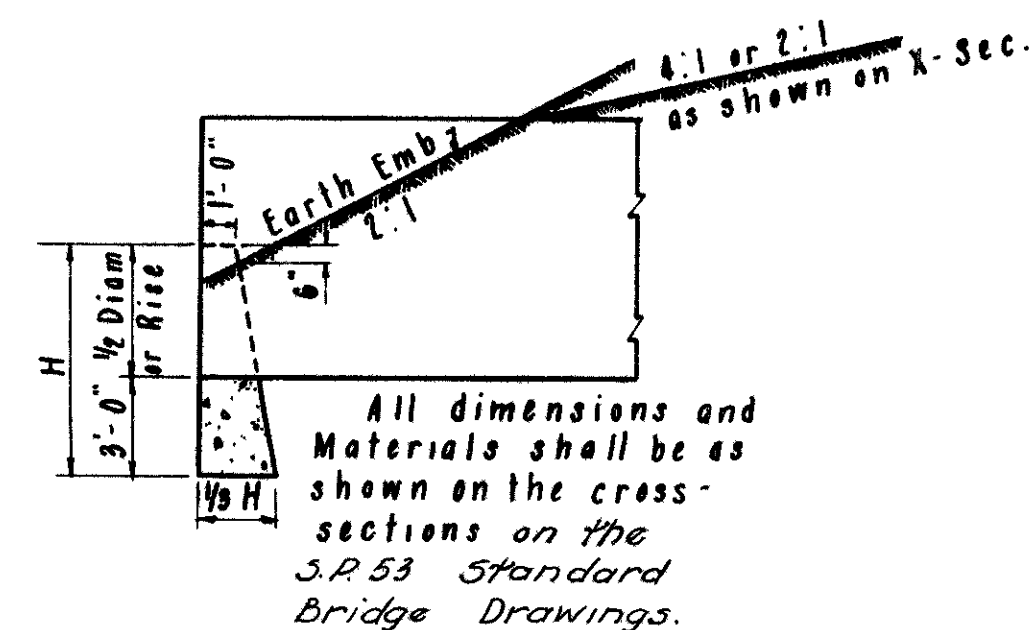 4:1 or 2:1
as shown on X-Sec.
Earth Emb
2:1
1'-0"
6"
H
½ Diam
or Rise
3'-0"
⅓ H
All dimensions and
Materials shall be as
shown on the cross-
sections on the
S.P. 53 Standard
Bridge Drawings.